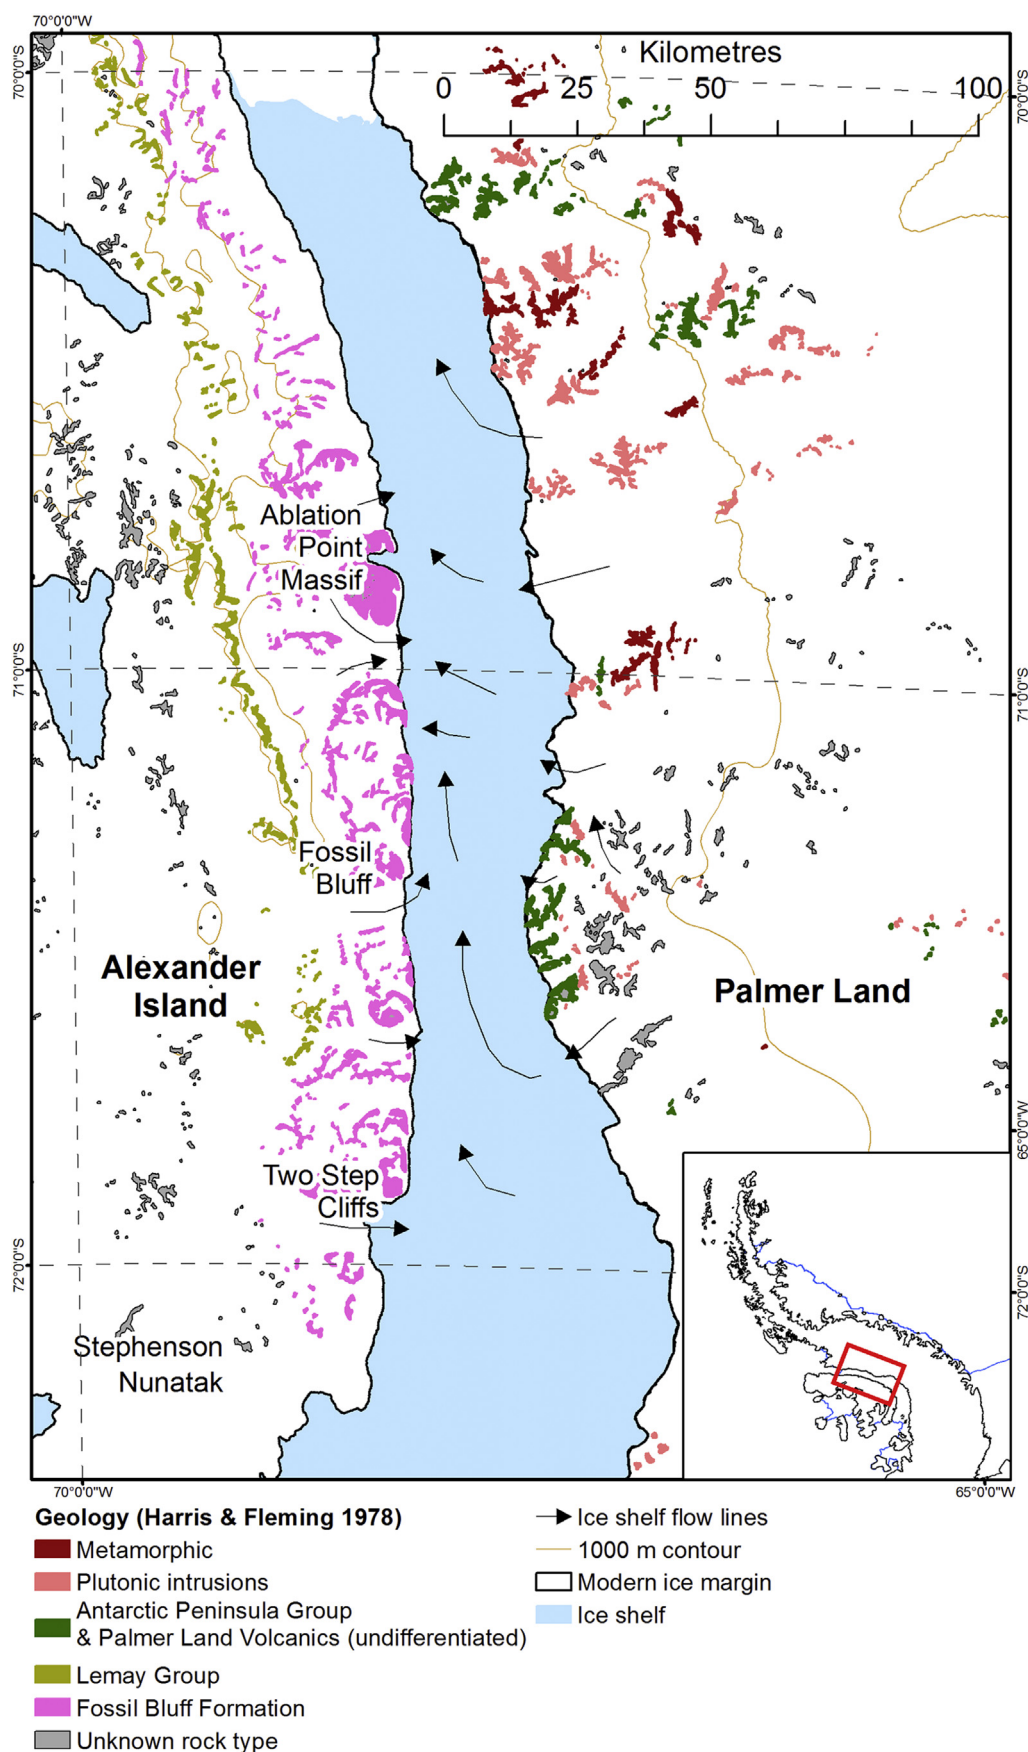 70°0'0"W
70°0'0"S
Kilometres
0 25 50 100
70°0'0"S
Ablation
Point
Massif
71°0'0"S
71°0'0"S
Fossil
Bluff
Alexander
Island
Palmer Land
65°0'0"W
Two Step
Cliffs
72°0'0"S
72°0'0"S
Stephenson
Nunatak
70°0'0"W
65°0'0"W
Geology (Harris & Fleming 1978)
Metamorphic
Plutonic intrusions
Antarctic Peninsula Group
& Palmer Land Volcanics (undifferentiated)
Lemay Group
Fossil Bluff Formation
Unknown rock type
Ice shelf flow lines
1000 m contour
Modern ice margin
Ice shelf